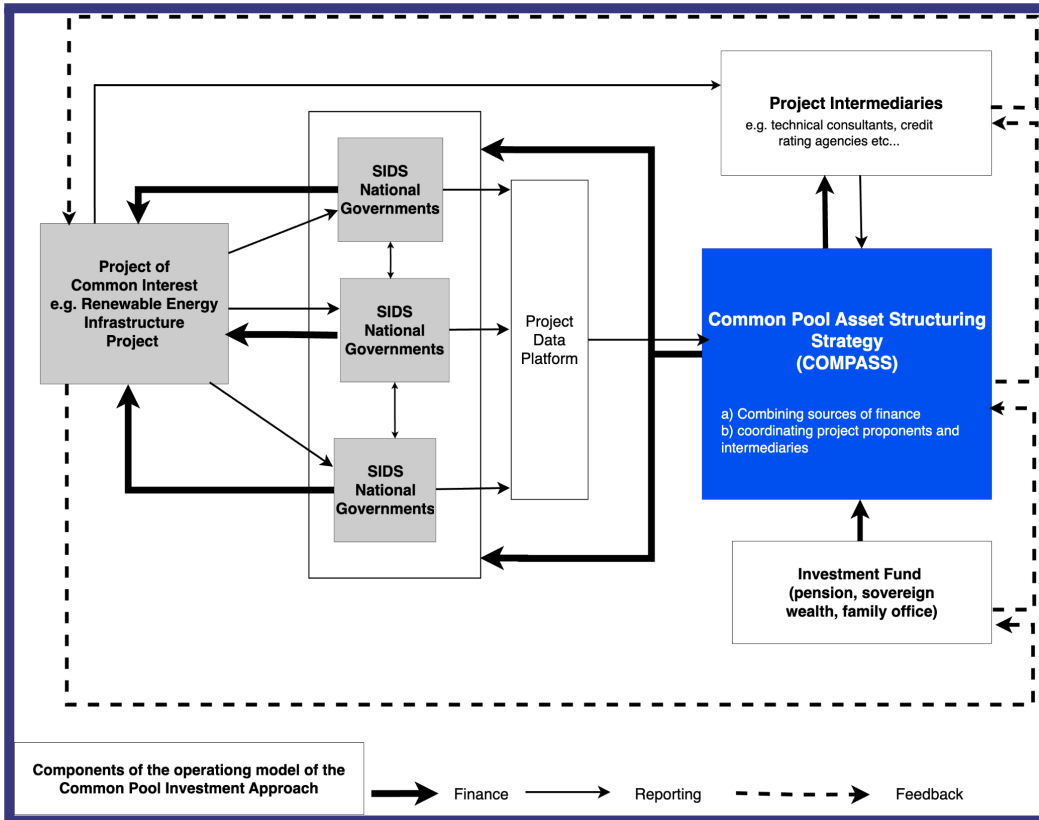 Project Intermediaries
e.g. technical consultants, credit
rating agencies etc...
SIDS
National
Governments
Project of
Common Interest
e.g. Renewable Energy
Infrastructure
Project
SIDS
National
Governments
Project
Data
Platform
Common Pool Asset Structuring
Strategy
(COMPASS)
a) Combining sources of finance
b) coordinating project proponents and
intermediaries
SIDS
National
Governments
Investment Fund
(pension, sovereign
wealth, family office)
Components of the operationg model of the
Common Pool Investment Approach
Finance
Reporting
Feedback